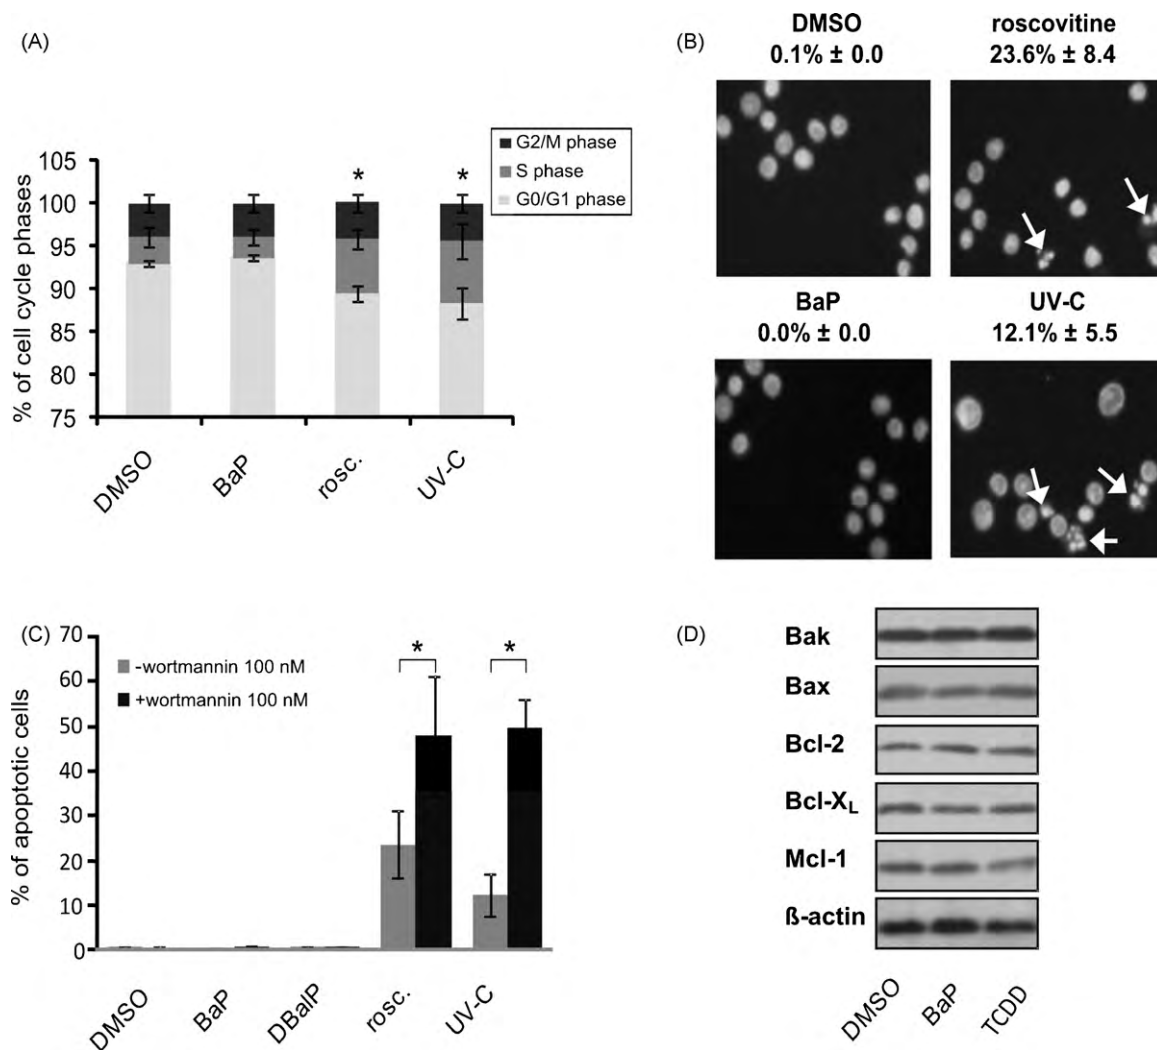 (A)
% of cell cycle phases
105
100
95
90
85
80
75
G2/M phase
S phase
G0/G1 phase
*
*
DMSO
BaP
rosc.
UV-C
(B)
DMSO
0.1% ± 0.0
roscovitine
23.6% ± 8.4
BaP
0.0% ± 0.0
UV-C
12.1% ± 5.5
(C)
% of apoptotic cells
70
60
50
40
30
20
10
0
-wortmannin 100 nM
+wortmannin 100 nM
*
*
DMSO
BaP
DBalP
rosc.
UV-C
(D)
Bak
Bax
Bcl-2
Bcl-XL
Mcl-1
ß-actin
DMSO
BaP
TCDD